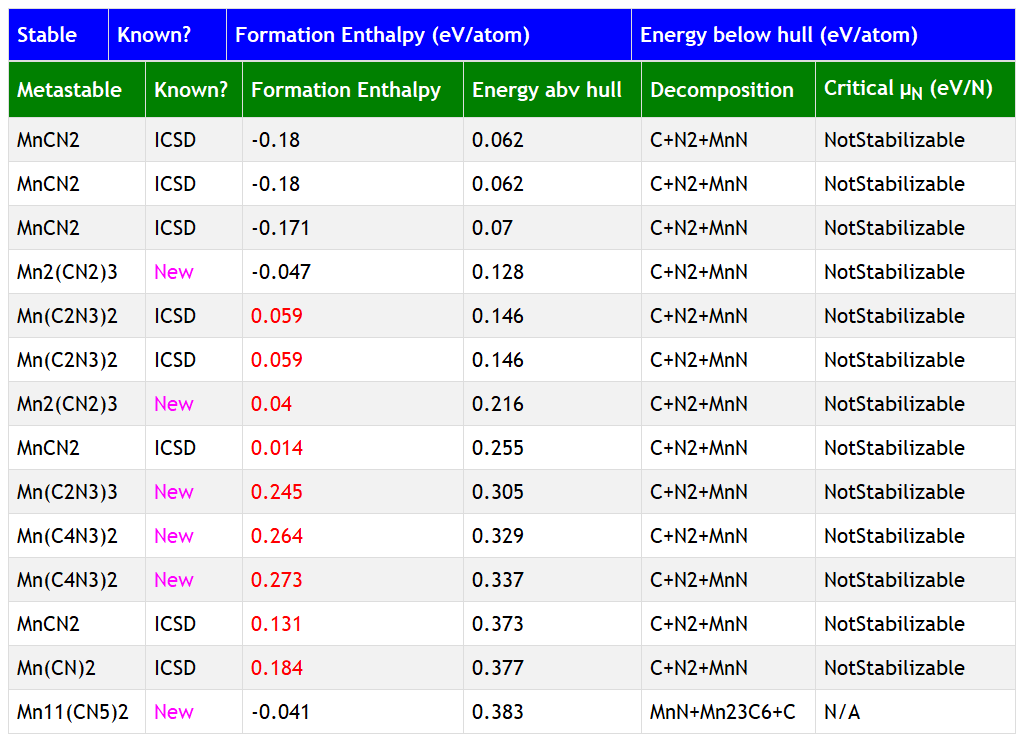 Stable Known? Formation Enthalpy (eV/atom) Energy below hull (eV/atom)
Metastable Known? Formation Enthalpy Energy abv hull Decomposition Critical μN (eV/N)
MnCN2 ICSD -0.18 0.062 C+N2+MnN NotStabilizable
MnCN2 ICSD -0.18 0.062 C+N2+MnN NotStabilizable
MnCN2 ICSD -0.171 0.07 C+N2+MnN NotStabilizable
Mn2(CN2)3 New -0.047 0.128 C+N2+MnN NotStabilizable
Mn(C2N3)2 ICSD 0.059 0.146 C+N2+MnN NotStabilizable
Mn(C2N3)2 ICSD 0.059 0.146 C+N2+MnN NotStabilizable
Mn2(CN2)3 New 0.04 0.216 C+N2+MnN NotStabilizable
MnCN2 ICSD 0.014 0.255 C+N2+MnN NotStabilizable
Mn(C2N3)3 New 0.245 0.305 C+N2+MnN NotStabilizable
Mn(C4N3)2 New 0.264 0.329 C+N2+MnN NotStabilizable
Mn(C4N3)2 New 0.273 0.337 C+N2+MnN NotStabilizable
MnCN2 ICSD 0.131 0.373 C+N2+MnN NotStabilizable
Mn(CN)2 ICSD 0.184 0.377 C+N2+MnN NotStabilizable
Mn11(CN5)2 New -0.041 0.383 MnN+Mn23C6+C N/A